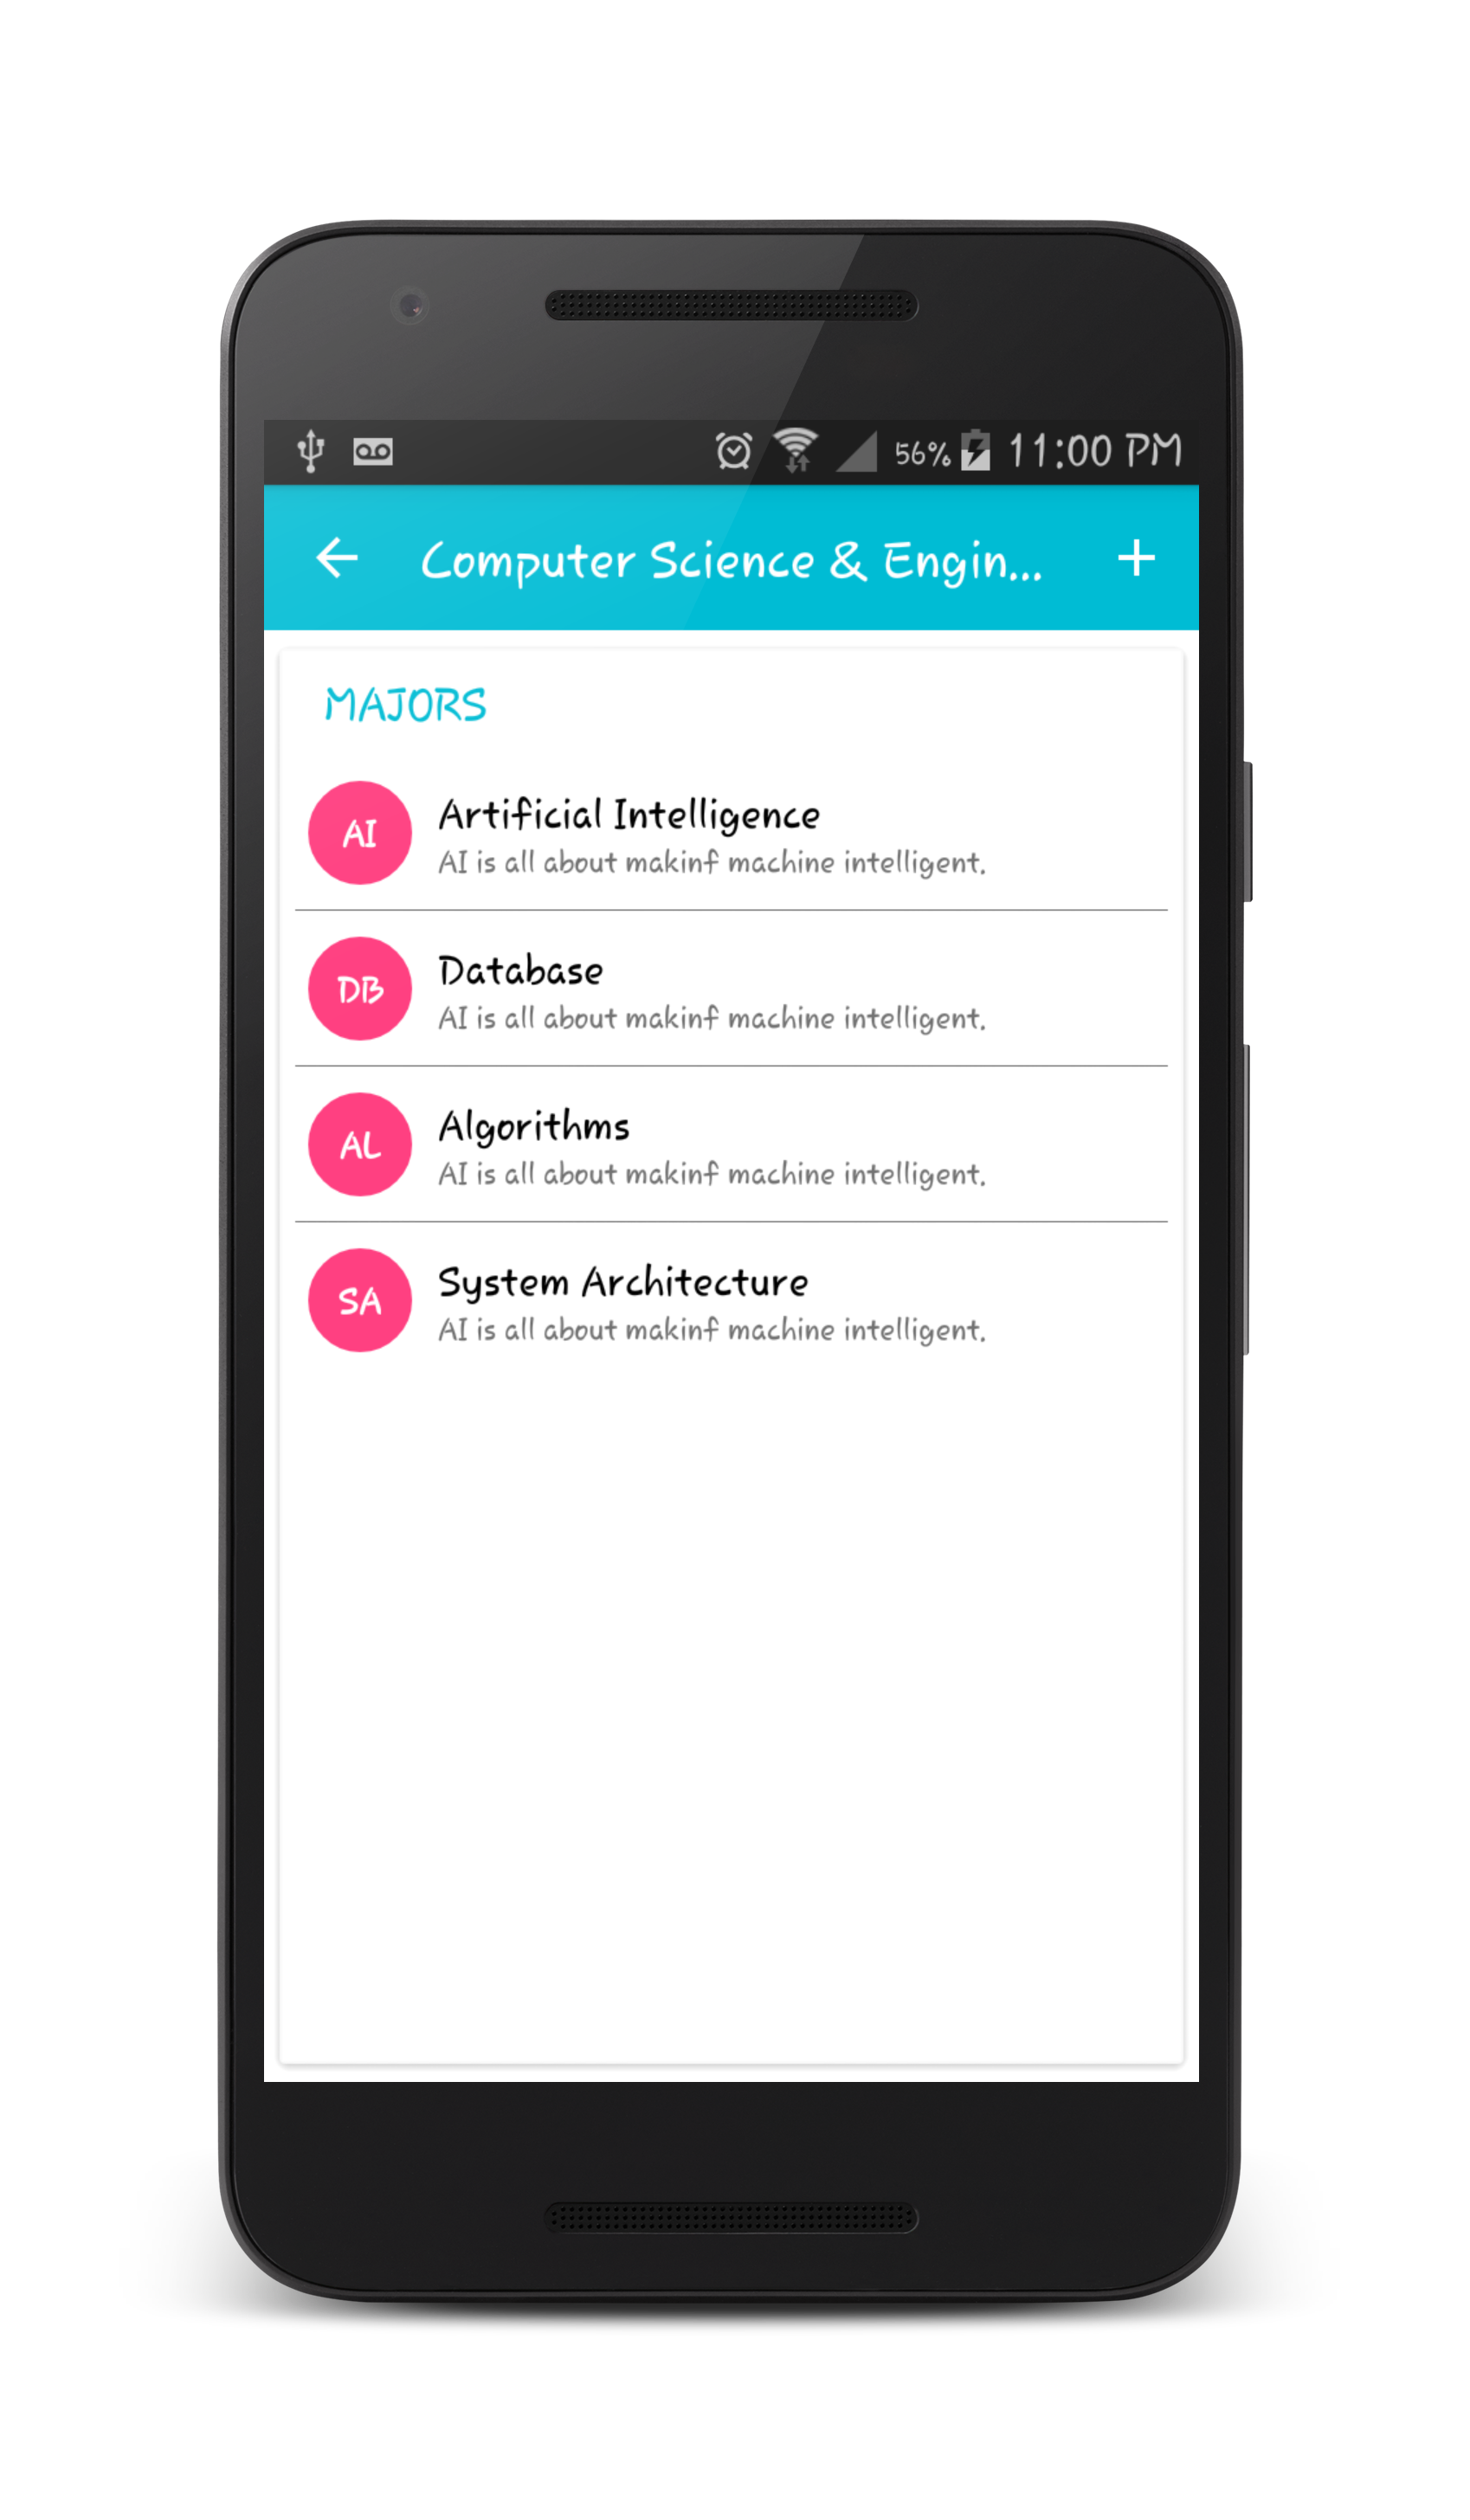 56% 11:00 PM
Computer Science & Engin...
MAJORS
AI
Artificial Intelligence
AI is all about makinf machine intelligent.
DB
Database
AI is all about makinf machine intelligent.
AL
Algorithms
AI is all about makinf machine intelligent.
SA
System Architecture
AI is all about makinf machine intelligent.